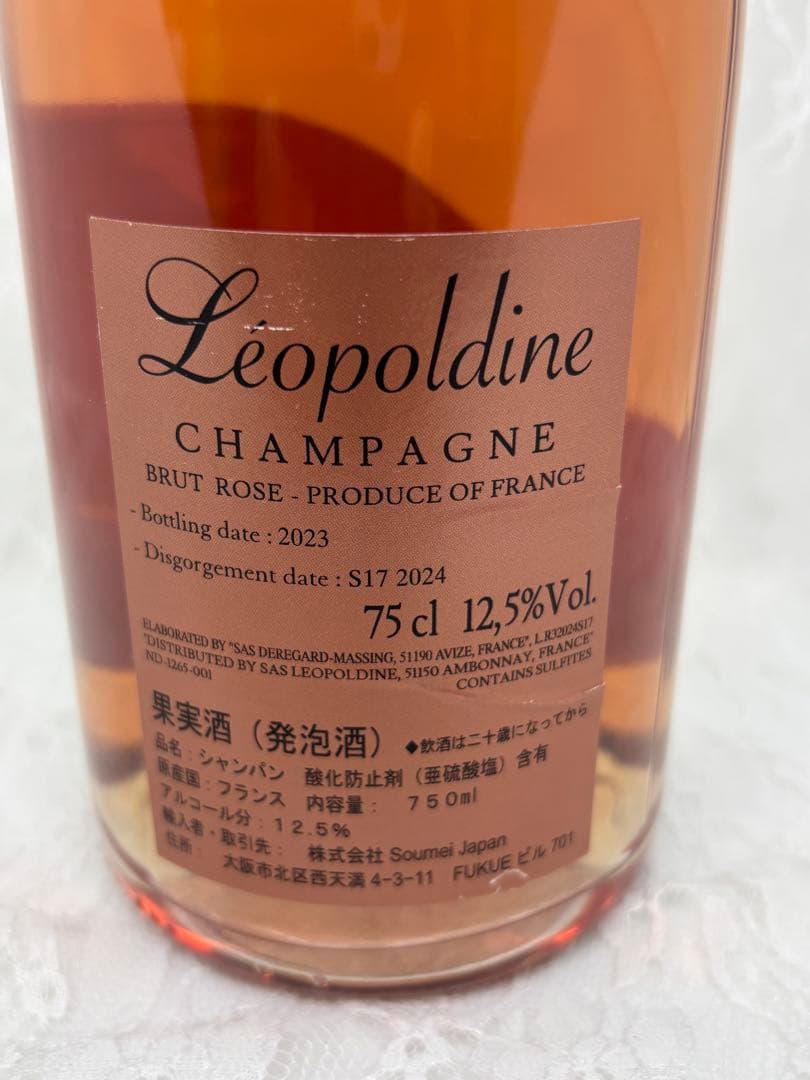 Léopoldine
CHAMPAGNE
BRUT ROSE - PRODUCE OF FRANCE
- Bottling date : 2023
- Disgorgement date : S17 2024
75 cl 12,5%Vol.
ELABORATED BY "SAS DEREGARD-MASSING, 51190 AVIZE, FRANCE", L.R32024S17
"DISTRIBUTED BY SAS LEOPOLDINE, 51150 AMBONNAY, FRANCE"
ND-1265-001 CONTAINS SULFITES
果実酒（発泡酒） ◆飲酒は二十歳になってから
品名：シャンパン 酸化防止剤（亜硫酸塩）含有
原産国：フランス 内容量： 750ml
アルコール分：12.5%
輸入者・取引先： 株式会社 Soumei Japan
住所： 大阪市北区西天満 4-3-11 FUKUE ビル 701